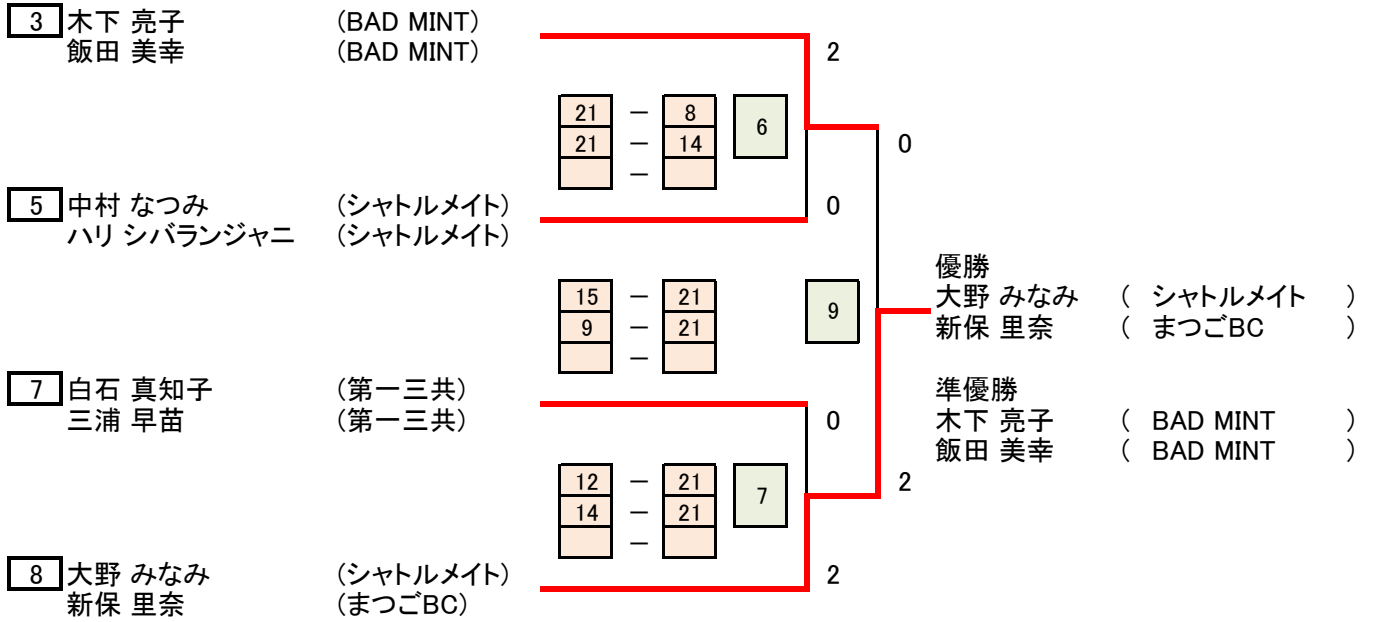 3 木下 亮子 (BAD MINT)
飯田 美幸 (BAD MINT)
2
21 － 8
6
21 － 14
－
0
5 中村 なつみ (シャトルメイト)
0
ハリ シバランジャニ (シャトルメイト)
優勝
15 － 21
9
大野 みなみ ( シャトルメイト )
9 － 21
新保 里奈 ( まつごBC )
－
7 白石 真知子 (第一三共)
準優勝
三浦 早苗 (第一三共)
0
木下 亮子 ( BAD MINT )
飯田 美幸 ( BAD MINT )
12 － 21
7
2
14 － 21
－
8 大野 みなみ (シャトルメイト)
2
新保 里奈 (まつごBC)